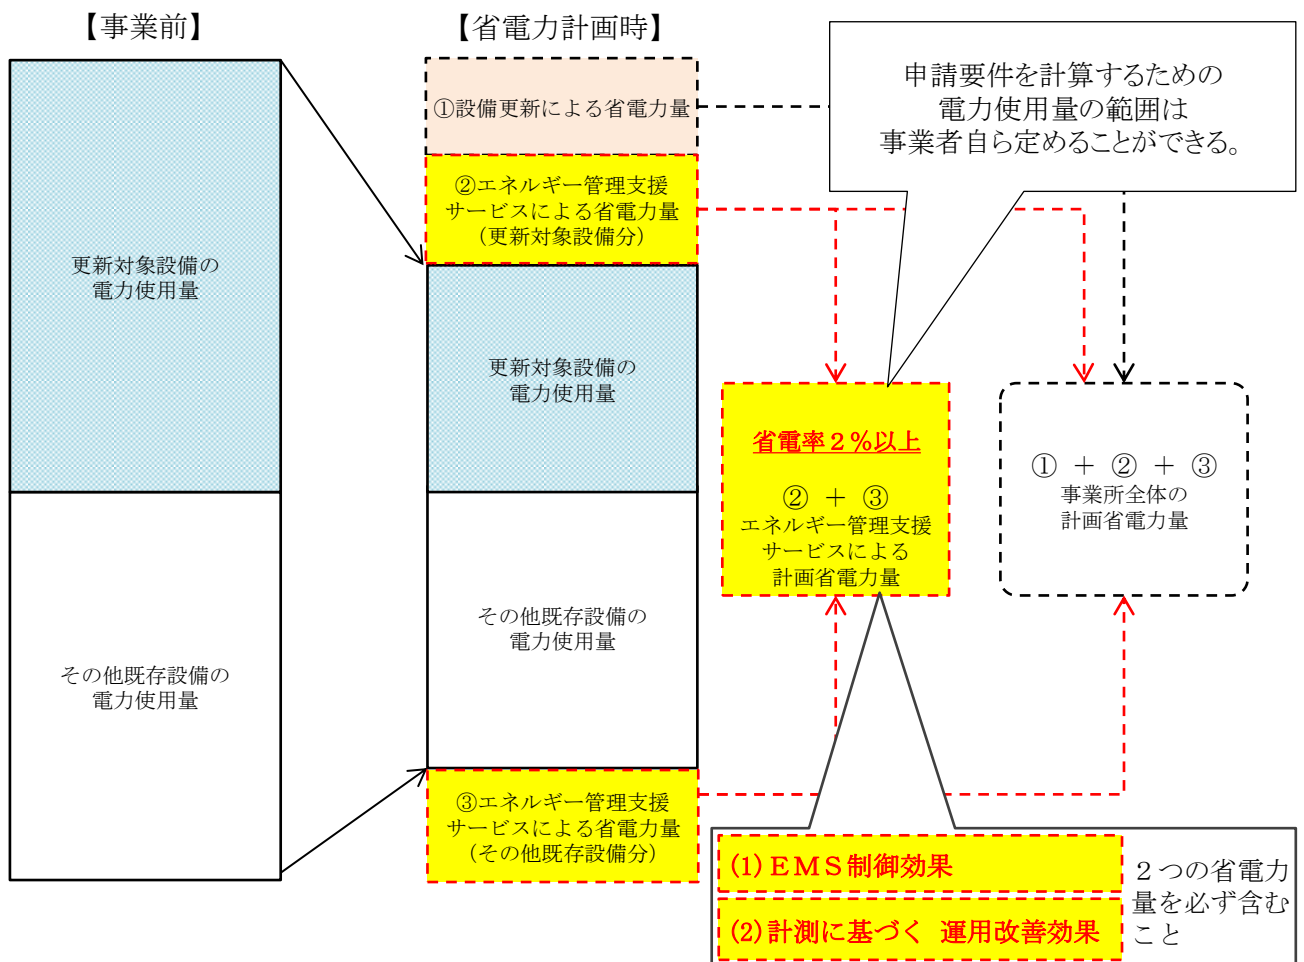 【事業前】
更新対象設備の
電力使用量
その他既存設備の
電力使用量
【省電力計画時】
①設備更新による省電力量
②エネルギー管理支援
サービスによる省電力量
（更新対象設備分）
更新対象設備の
電力使用量
その他既存設備の
電力使用量
③エネルギー管理支援
サービスによる省電力量
（その他既存設備分）
申請要件を計算するための
電力使用量の範囲は
事業者自ら定めることができる。
省電率２％以上
② ＋ ③
エネルギー管理支援
サービスによる
計画省電力量
① ＋ ② ＋ ③
事業所全体の
計画省電力量
(1)ＥＭＳ制御効果
(2)計測に基づく 運用改善効果
２つの省電力
量を必ず含む
こと